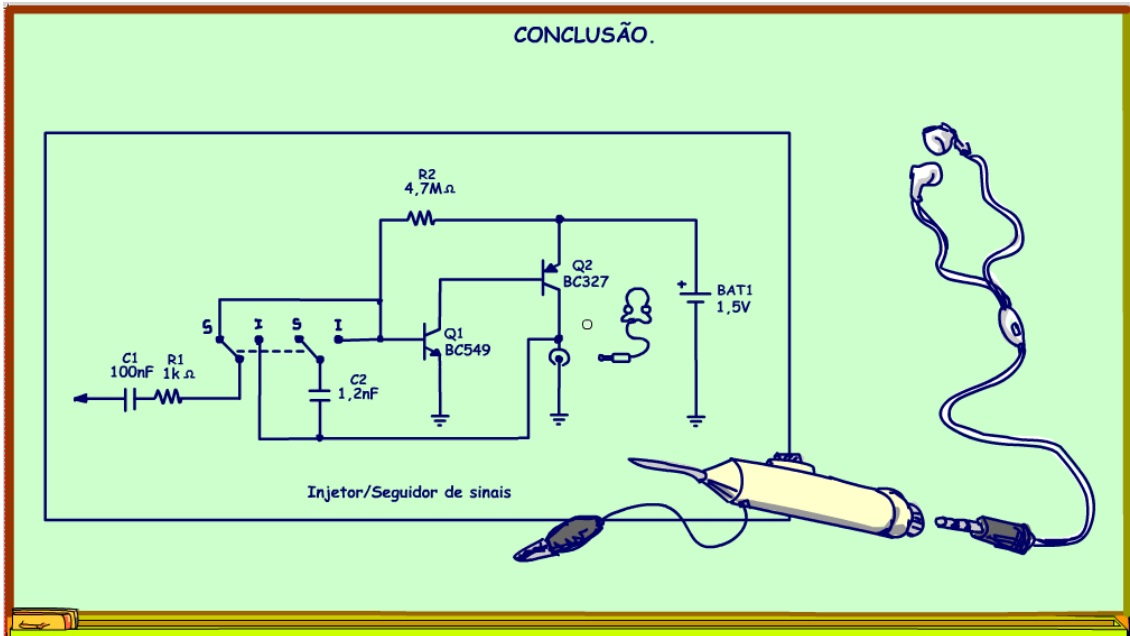 CONCLUSÃO.
R2
4,7MΩ
Q2
BC327
+
BAT1
1,5V
S I S I
Q1
BC549
C1
100nF
R1
1kΩ
C2
1,2nF
Injetor/Seguidor de sinais